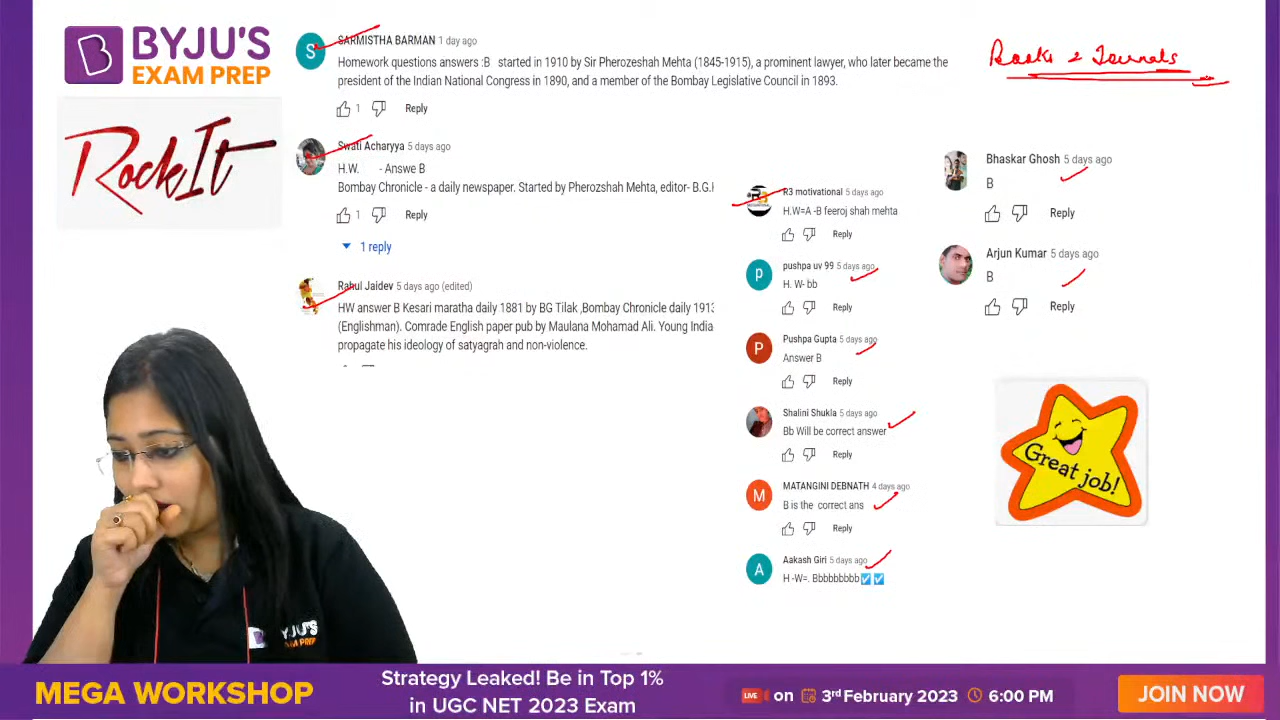 BYJU'S
EXAM PREP
RockIt
SARMISTHA BARMAN 1 day ago
Homework questions answers :B started in 1910 by Sir Pherozeshah Mehta (1845-1915), a prominent lawyer, who later became the
president of the Indian National Congress in 1890, and a member of the Bombay Legislative Council in 1893.
1 Reply
Swati Acharyya 5 days ago
H.W. - Answe B
Bombay Chronicle - a daily newspaper. Started by Pherozshah Mehta, editor- B.G.
1 Reply
1 reply
Rahul Jaidev 5 days ago (edited)
HW answer B Kesari maratha daily 1881 by BG Tilak ,Bombay Chronicle daily 1913
(Englishman). Comrade English paper pub by Maulana Mohamad Ali. Young India
propagate his ideology of satyagrah and non-violence.
R3 motivational 5 days ago
H.W=A -B feeroj shah mehta
Reply
p
pushpa uv 99 5 days ago
H. W- bb
Reply
P
Pushpa Gupta 5 days ago
Answer B
Reply
Shalini Shukla 5 days ago
Bb Will be correct answer
Reply
M
MATANGINI DEBNATH 4 days ago
B is the correct ans
Reply
A
Aakash Giri 5 days ago
H -W=. Bbbbbbbbb☑☑
Reply
Books & Journals
Bhaskar Ghosh 5 days ago
B
Reply
Arjun Kumar 5 days ago
B
Reply
Great job!
BYJU'S
EXAM PREP
MEGA WORKSHOP
Strategy Leaked! Be in Top 1%
in UGC NET 2023 Exam
LIVE on 3rd February 2023 6:00 PM
JOIN NOW